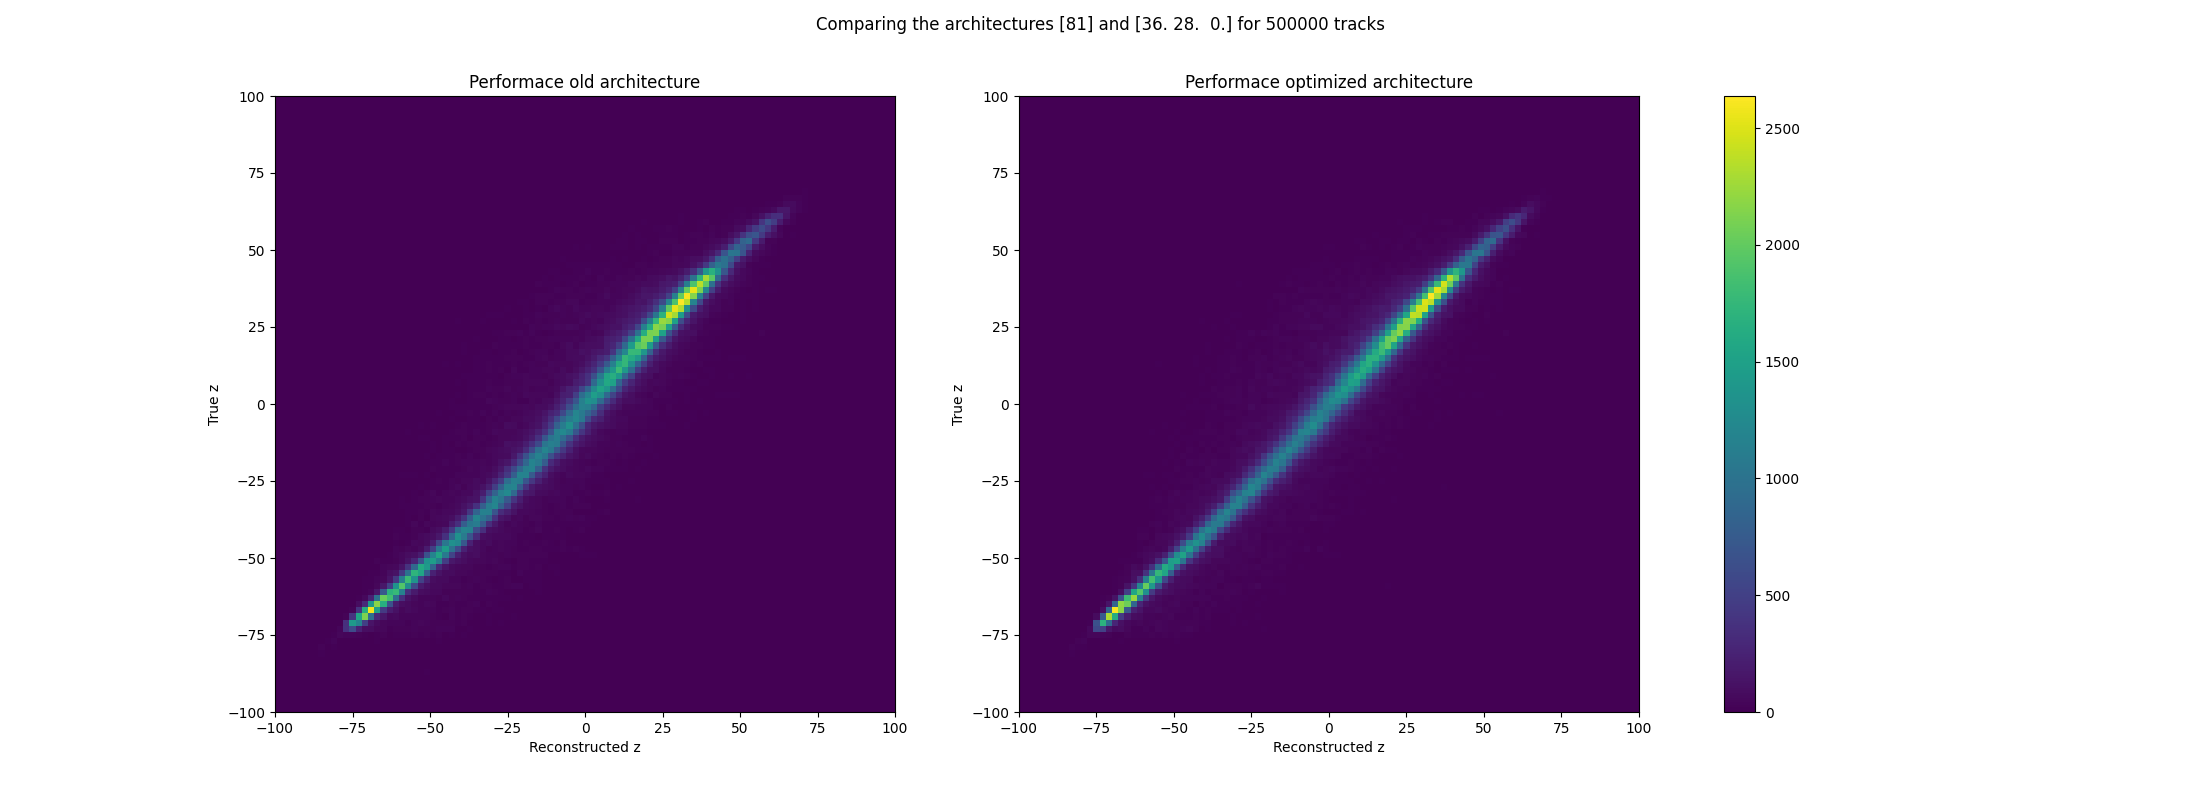 Comparing the architectures [81] and [36. 28.  0.] for 500000 tracks
Performace old architecture
100
75
50
25
0
−25
−50
−75
−100
True z
−100 −75 −50 −25 0 25 50 75 100
Reconstructed z
Performace optimized architecture
100
75
50
25
0
−25
−50
−75
−100
True z
−100 −75 −50 −25 0 25 50 75 100
Reconstructed z
2500
2000
1500
1000
500
0